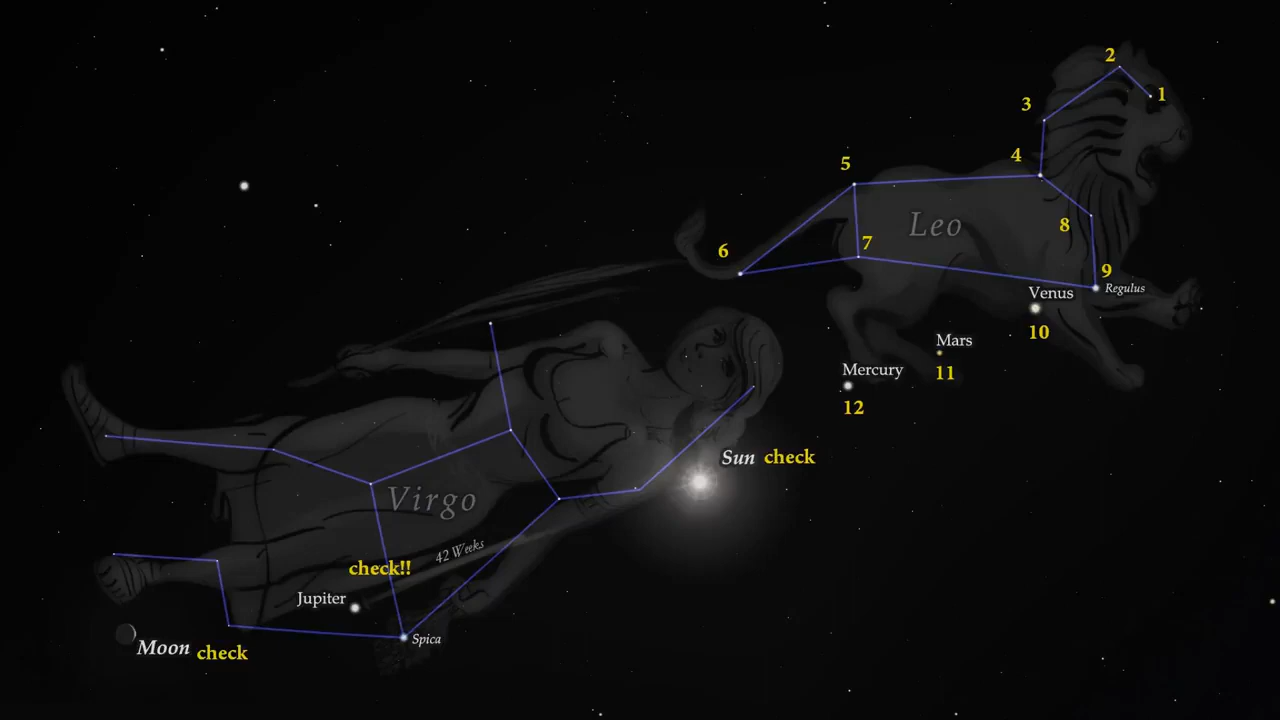 2
1
3
4
5
8
Leo
7
6
9
Venus
Regulus
10
Mars
11
Mercury
12
Sun check
Virgo
42 Weeks
check!!
Jupiter
Spica
Moon check